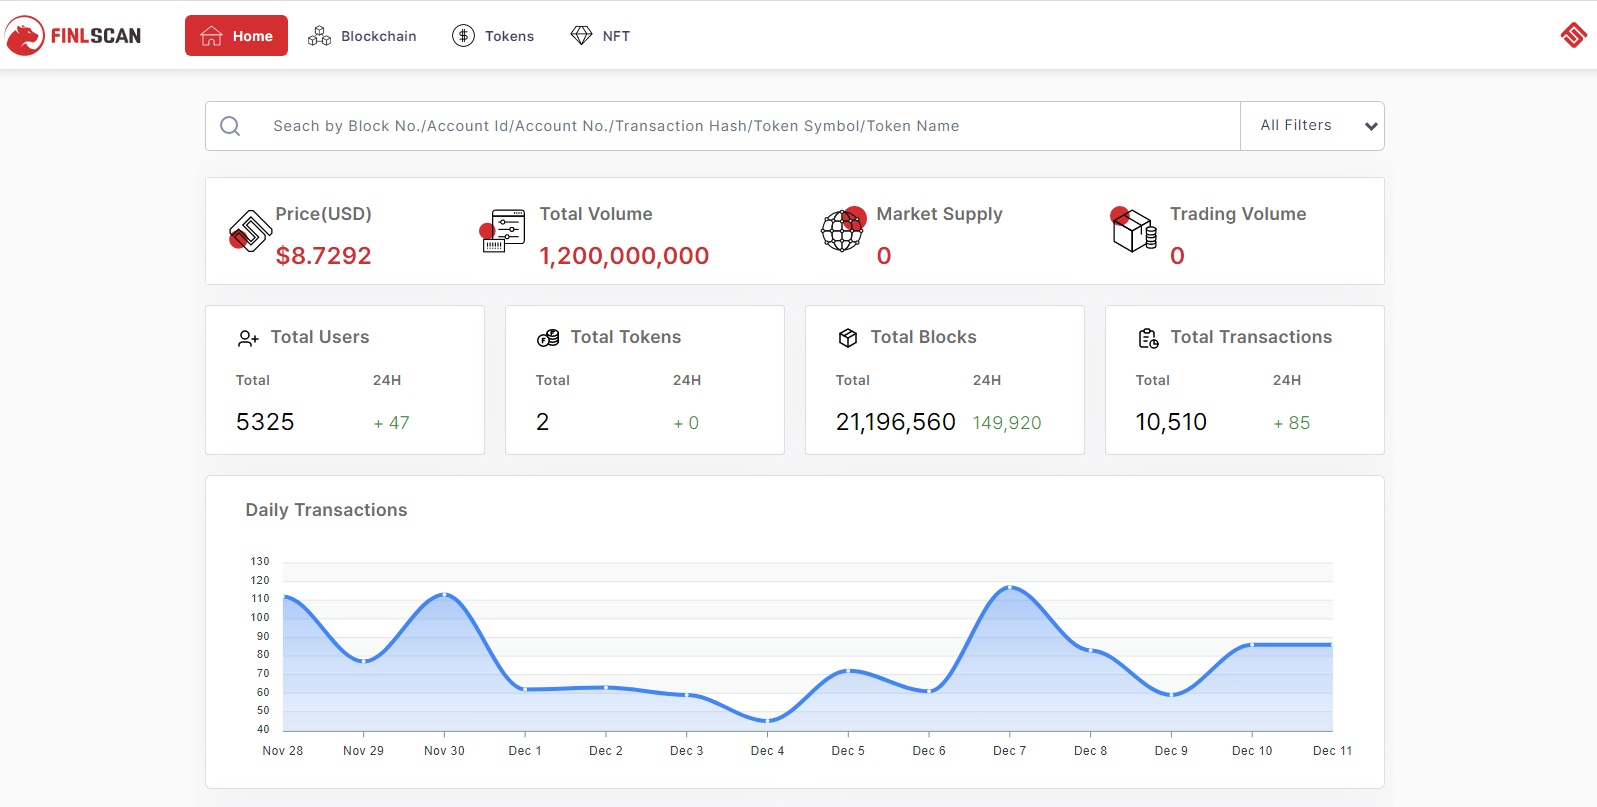 FINLSCAN Home Blockchain Tokens NFT
Seach by Block No./Account Id/Account No./Transaction Hash/Token Symbol/Token Name All Filters
Price(USD) Total Volume Market Supply Trading Volume
$8.7292 1,200,000,000 0 0
Total Users Total Tokens Total Blocks Total Transactions
Total 24H Total 24H Total 24H Total 24H
5325 + 47 2 + 0 21,196,560 149,920 10,510 + 85
Daily Transactions
130
120
110
100
90
80
70
60
50
40
Nov 28 Nov 29 Nov 30 Dec 1 Dec 2 Dec 3 Dec 4 Dec 5 Dec 6 Dec 7 Dec 8 Dec 9 Dec 10 Dec 11